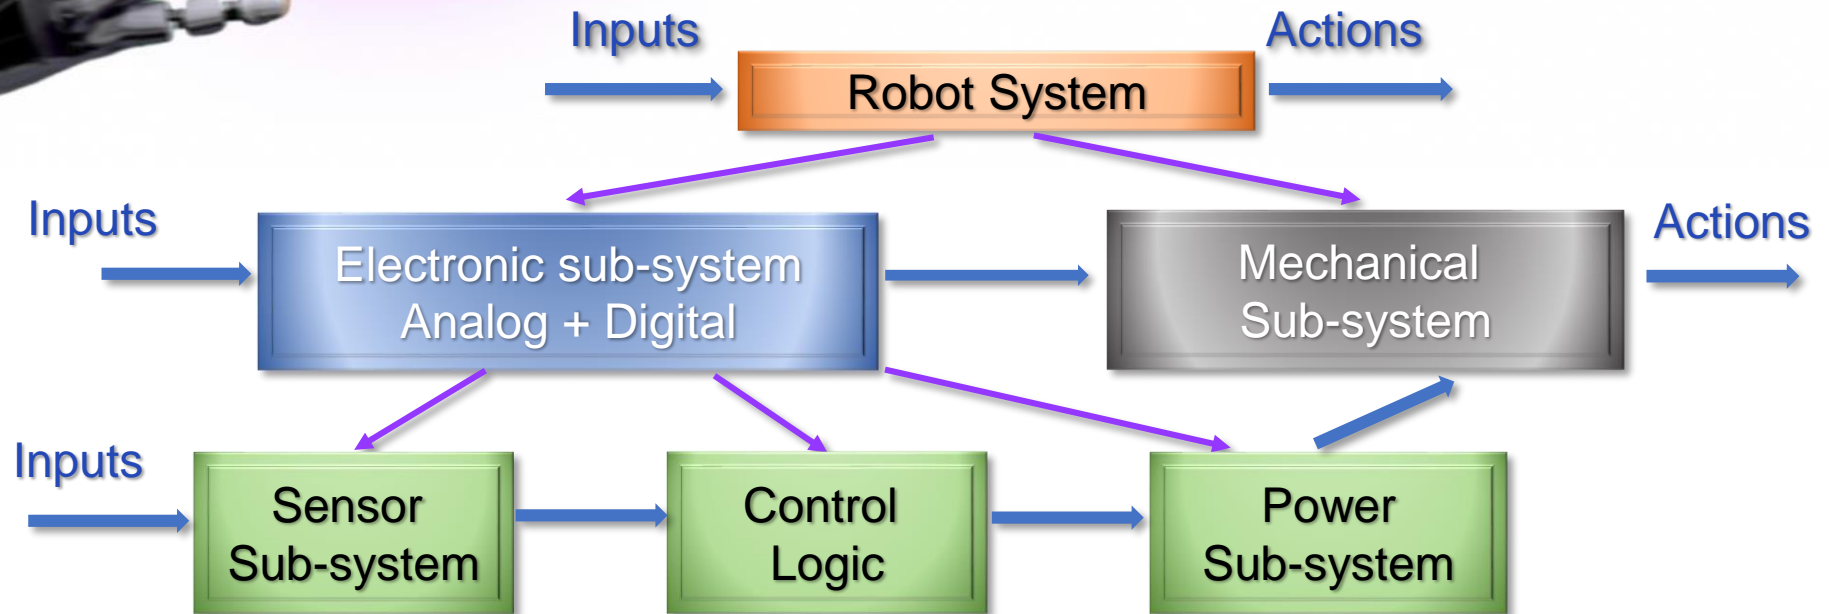 Inputs
Actions
Robot System
Inputs
Actions
Electronic sub-system
Analog + Digital
Mechanical
Sub-system
Inputs
Sensor
Sub-system
Control
Logic
Power
Sub-system